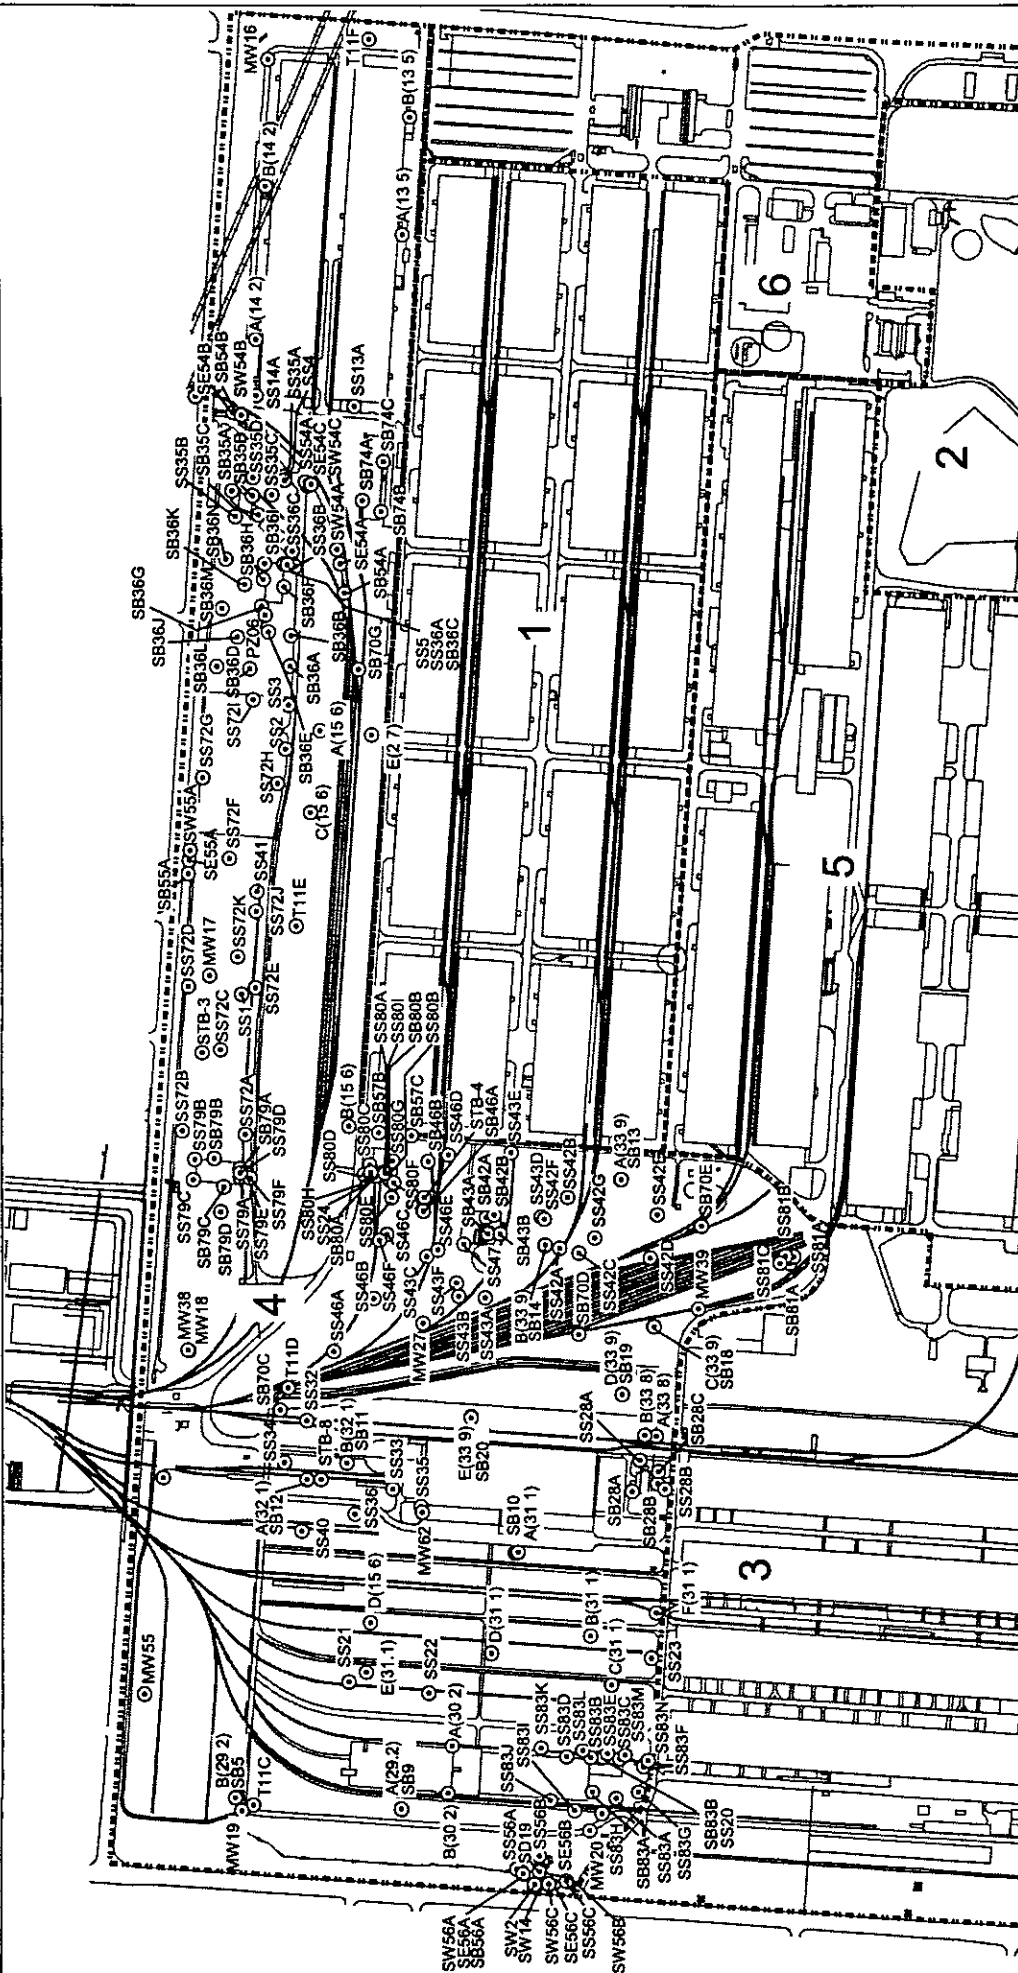 MW16
T11F
B(14 2)
B(13 5)
A(13 5)
A(14 2)
SE54B
SB54B
SW54B
SS14A
SS35A
SS4
SS13A
SS35B
SB35C
SB35A
SB35B
SS35D
SS35C
SS54A
SE54C
SW54C
SB74A
SB74C
SB74B
SB36K
SB36N
SB36H
SB36I
SS36C
SS36B
SW54A
SE54A
SB54A
SB36G
SB36J
SB36M
SB36L
SB36D
PZ06
SB36F
SB36B
SB36A
SB70G
SS5
SS36A
SB36C
SS72G
SS72I
SS3
SS2
SB36E
SS72H
A(15 6)
E(2 7)
C(15 6)
SB55A
SW55A
SE55A
SS72F
SS41
SS72J
SS72K
T11E
SS72D
MW17
STB-3
SS72C
SS1
SS72E
SS72B
SS79B
SB79B
SS72A
SB79A
SS79D
SS79C
SB79C
SB79D
SS79A
SS79E
SS79F
B(15 6)
SS80A
SS80I
SB80B
SS80B
SB57B
SS80C
SS80D
SS80G
SB57C
SB46B
SS46D
STB-4
SB46A
SS43E
SS80H
SS24
SB80A
SS80E
SS80F
SS46C
SS46E
SB43A
SB42A
SB42B
SS43D
SS42F
SS42B
A(33 9)
SB13
SS42E
SB70E
SS42G
SB43B
SS47
SS46B
SS46F
SS43C
SS43F
SS46A
MW27
SS43B
SS43A
B(33 9)
SB14
SS42A
SB70D
SS42C
SS42D
MW39
SS81C
SS81B
SS81A
SB81A
MW38
MW18
4
1
2
3
5
6
SB70C
T11D
SS32
SS34
STB-8
B(32 1)
SB11
SS33
SS35
A(32 1)
SB12
SS36
SS40
MW62
E(33 9)
SB20
D(33 9)
SB19
C(33 9)
SB18
B(33 8)
A(33 8)
SB28C
SS28A
SB28A
SB28B
SS28B
SB10
A(31 1)
D(15 6)
D(31 1)
B(31 1)
F(31 1)
C(31 1)
SS23
SS21
E(31.1)
SS22
MW55
A(30 2)
B(30 2)
A(29.2)
SB9
B(29 2)
SB5
T11C
MW19
SS83K
SS83D
SS83L
SS83B
SS83E
SS83C
SS83M
SS83N
SS83F
SS83I
SS83J
SB83B
SS20
SS83G
SS83A
SB83A
SS83H
MW20
SS56A
SD19
SS56B
SE56B
SW56A
SE56A
SB56A
SW2
SW14
SW56C
SE56C
SS56C
SW56B